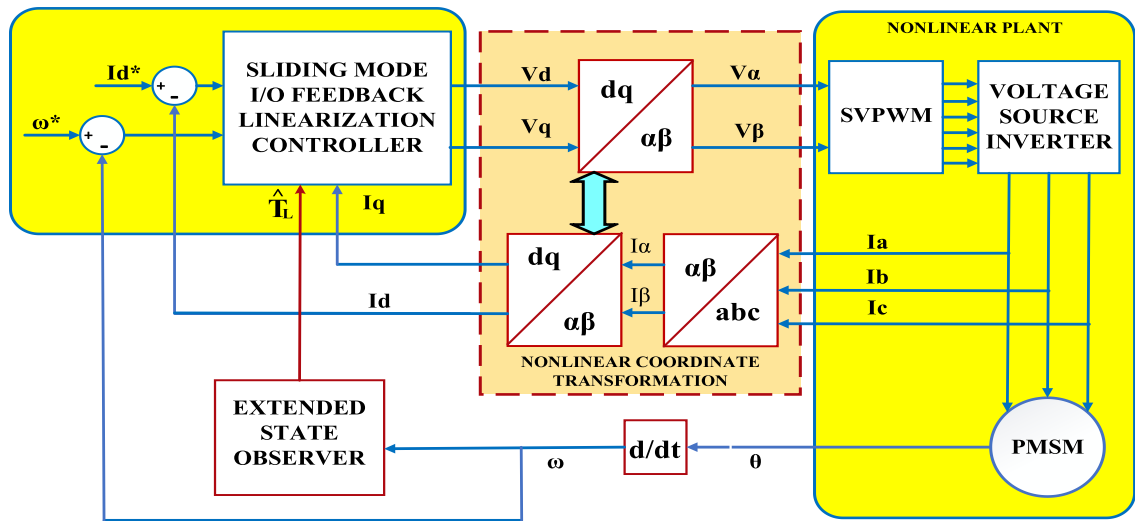 NONLINEAR PLANT
Id*
+
-
SLIDING MODE
I/O FEEDBACK
LINEARIZATION
CONTROLLER
Vd
dq
αβ
Vα
SVPWM
VOLTAGE
SOURCE
INVERTER
ω*
+
-
Vq
Vβ
T̂L
Iq
dq
αβ
Iα
Iβ
αβ
abc
Ia
Ib
Ic
Id
NONLINEAR COORDINATE
TRANSFORMATION
EXTENDED
STATE
OBSERVER
ω
d/dt
θ
PMSM